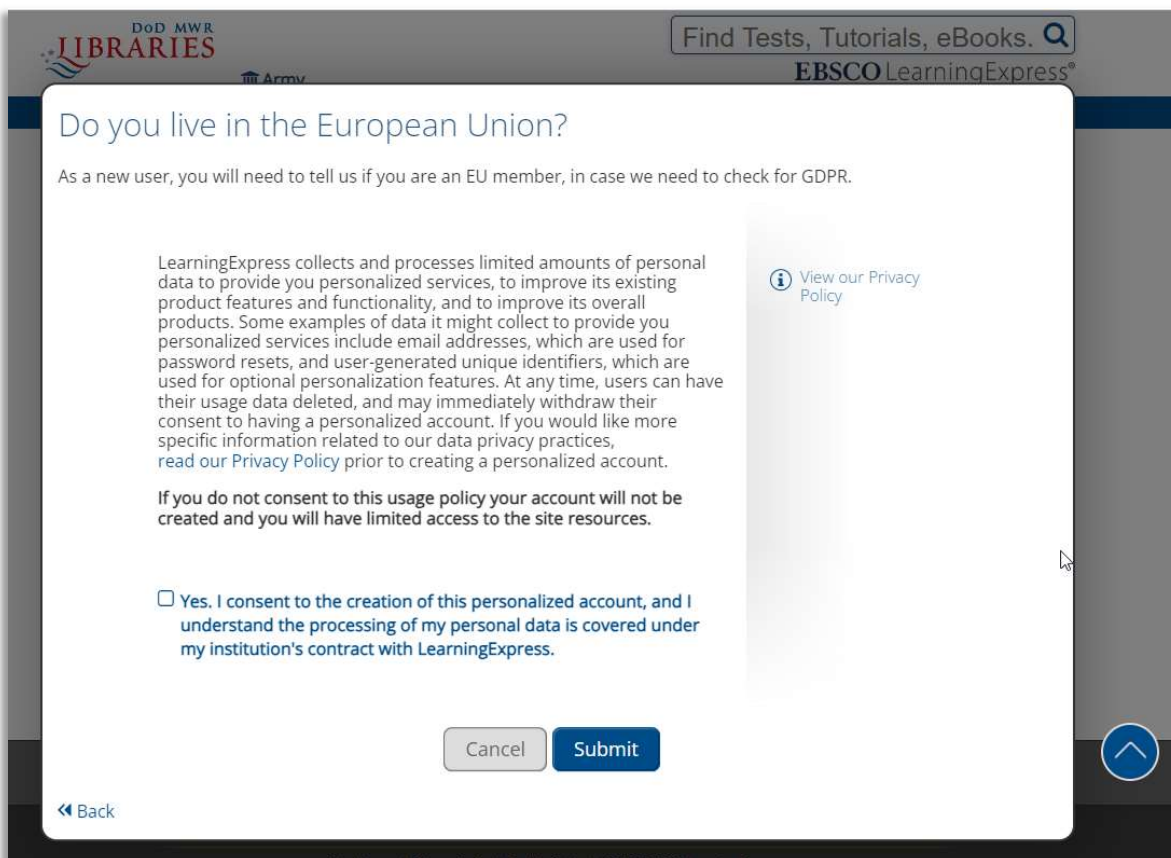 DOD MWR
LIBRARIES
Find Tests, Tutorials, eBooks.
Army
EBSCO LearningExpress®
Do you live in the European Union?
As a new user, you will need to tell us if you are an EU member, in case we need to check for GDPR.
LearningExpress collects and processes limited amounts of personal
data to provide you personalized services, to improve its existing
product features and functionality, and to improve its overall
products. Some examples of data it might collect to provide you
personalized services include email addresses, which are used for
password resets, and user-generated unique identifiers, which are
used for optional personalization features. At any time, users can have
their usage data deleted, and may immediately withdraw their
consent to having a personalized account. If you would like more
specific information related to our data privacy practices,
read our Privacy Policy prior to creating a personalized account.
View our Privacy
Policy
If you do not consent to this usage policy your account will not be
created and you will have limited access to the site resources.
Yes. I consent to the creation of this personalized account, and I
understand the processing of my personal data is covered under
my institution's contract with LearningExpress.
Cancel Submit
Back